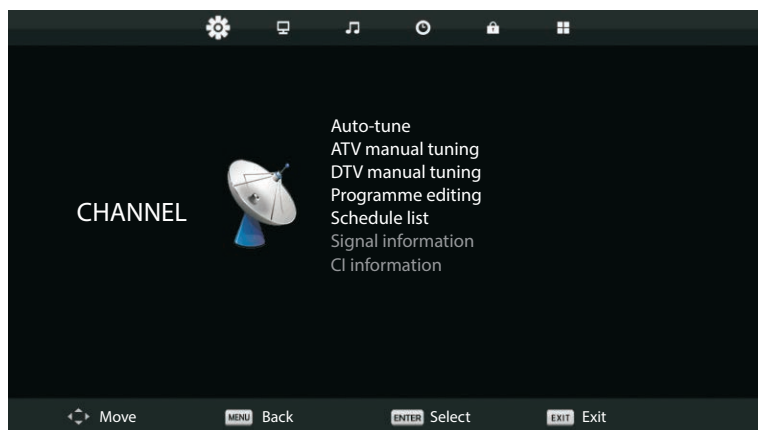 Auto-tune
ATV manual tuning
DTV manual tuning
Programme editing
CHANNEL
Schedule list
Signal information
CI information
Move MENU Back ENTER Select EXIT Exit